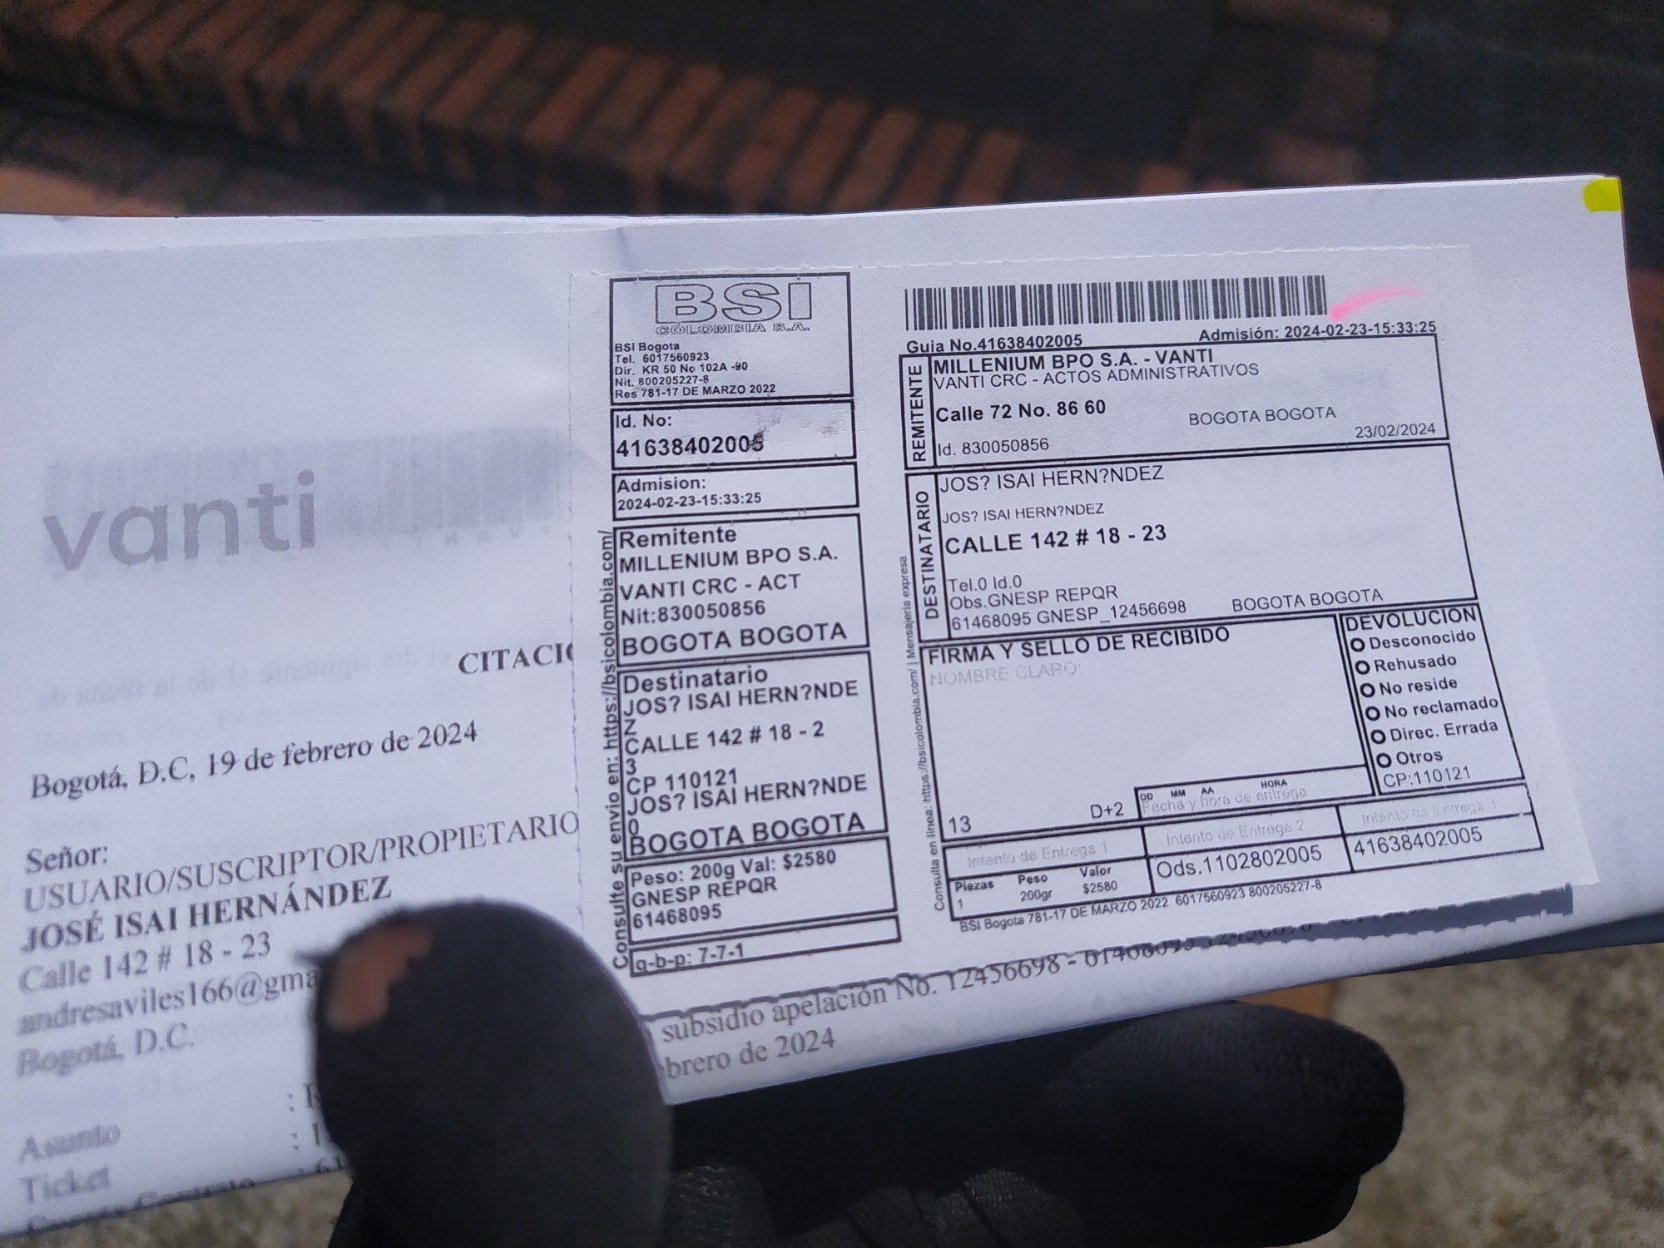 vanti
CITACIÓ
Bogotá, D.C, 19 de febrero de 2024
Señor:
USUARIO/SUSCRIPTOR/PROPIETARIO
JOSÉ ISAI HERNÁNDEZ
Calle 142 # 18 - 23
andresaviles166@gma
Bogotá, D.C.
Asunto
Ticket
subsidio apelación No. 12456698 - 61468095
brero de 2024
Consulte su envio en: https://bsicolombia.com/
BSI
COLOMBIA S.A.
BSI Bogota
Tel. 6017560923
Dir. KR 50 No 102A -90
Nit. 800205227-8
Res 781-17 DE MARZO 2022
Id. No:
41638402005
Admision:
2024-02-23-15:33:25
Remitente
MILLENIUM BPO S.A.
VANTI CRC - ACT
Nit:830050856
BOGOTA BOGOTA
Destinatario
JOS? ISAI HERN?NDE
Z
CALLE 142 # 18 - 2
3
CP 110121
JOS? ISAI HERN?NDE
BOGOTA BOGOTA
Peso: 200g Val: $2580
GNESP REPQR
61468095
g-b-p: 7-7-1
Guia No.41638402005
Admisión: 2024-02-23-15:33:25
REMITENTE
MILLENIUM BPO S.A. - VANTI
VANTI CRC - ACTOS ADMINISTRATIVOS
Calle 72 No. 86 60
BOGOTA BOGOTA
Id. 830050856
23/02/2024
DESTINATARIO
JOS? ISAI HERN?NDEZ
JOS? ISAI HERN?NDEZ
CALLE 142 # 18 - 23
Tel.0 Id.0
Obs.GNESP REPQR
61468095 GNESP_12456698
BOGOTA BOGOTA
Consulta en línea: https://bsicolombia.com/ | Mensajeria expresa
FIRMA Y SELLO DE RECIBIDO
NOMBRE CLARO:
DEVOLUCION
Desconocido
Rehusado
No reside
No reclamado
Direc. Errada
Otros
CP:110121
13
D+2
DD MM AA HORA
Fecha y hora de entrega
Intento de Entrega 1
Intento de Entrega 2
Intento de Entrega 3
Piezas Peso Valor
1 200gr $2580
Ods.1102802005
41638402005
BSI Bogota 781-17 DE MARZO 2022 6017560923 800205227-8